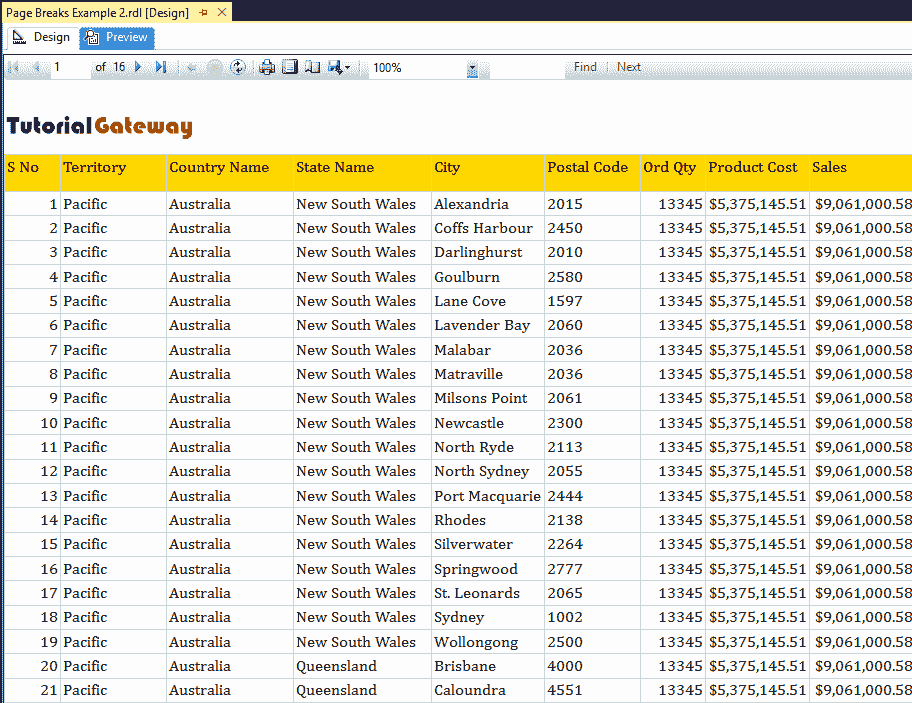 Page Breaks Example 2.rdl [Design]
Design Preview
1 of 16 100% Find | Next
TutorialGateway
S No Territory Country Name State Name City Postal Code Ord Qty Product Cost Sales
1 Pacific Australia New South Wales Alexandria 2015 13345 $5,375,145.51 $9,061,000.58
2 Pacific Australia New South Wales Coffs Harbour 2450 13345 $5,375,145.51 $9,061,000.58
3 Pacific Australia New South Wales Darlinghurst 2010 13345 $5,375,145.51 $9,061,000.58
4 Pacific Australia New South Wales Goulburn 2580 13345 $5,375,145.51 $9,061,000.58
5 Pacific Australia New South Wales Lane Cove 1597 13345 $5,375,145.51 $9,061,000.58
6 Pacific Australia New South Wales Lavender Bay 2060 13345 $5,375,145.51 $9,061,000.58
7 Pacific Australia New South Wales Malabar 2036 13345 $5,375,145.51 $9,061,000.58
8 Pacific Australia New South Wales Matraville 2036 13345 $5,375,145.51 $9,061,000.58
9 Pacific Australia New South Wales Milsons Point 2061 13345 $5,375,145.51 $9,061,000.58
10 Pacific Australia New South Wales Newcastle 2300 13345 $5,375,145.51 $9,061,000.58
11 Pacific Australia New South Wales North Ryde 2113 13345 $5,375,145.51 $9,061,000.58
12 Pacific Australia New South Wales North Sydney 2055 13345 $5,375,145.51 $9,061,000.58
13 Pacific Australia New South Wales Port Macquarie 2444 13345 $5,375,145.51 $9,061,000.58
14 Pacific Australia New South Wales Rhodes 2138 13345 $5,375,145.51 $9,061,000.58
15 Pacific Australia New South Wales Silverwater 2264 13345 $5,375,145.51 $9,061,000.58
16 Pacific Australia New South Wales Springwood 2777 13345 $5,375,145.51 $9,061,000.58
17 Pacific Australia New South Wales St. Leonards 2065 13345 $5,375,145.51 $9,061,000.58
18 Pacific Australia New South Wales Sydney 1002 13345 $5,375,145.51 $9,061,000.58
19 Pacific Australia New South Wales Wollongong 2500 13345 $5,375,145.51 $9,061,000.58
20 Pacific Australia Queensland Brisbane 4000 13345 $5,375,145.51 $9,061,000.58
21 Pacific Australia Queensland Caloundra 4551 13345 $5,375,145.51 $9,061,000.58